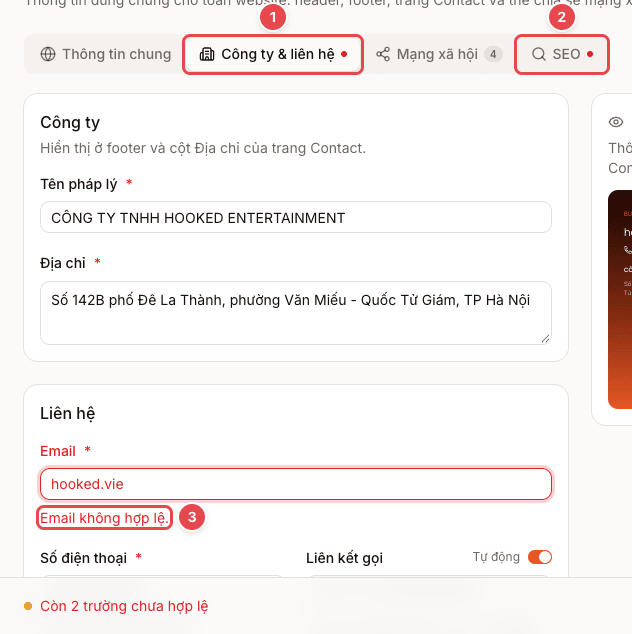 Thông tin dùng chung cho toàn website: header, footer, trang Contact và thẻ chia sẻ mạng x
1
2
Thông tin chung
Công ty & liên hệ
Mạng xã hội 4
SEO
Công ty
Hiển thị ở footer và cột Địa chỉ của trang Contact.
Tên pháp lý *
CÔNG TY TNHH HOOKED ENTERTAINMENT
Địa chỉ *
Số 142B phố Đê La Thành, phường Văn Miếu - Quốc Tử Giám, TP Hà Nội
Thô
Con
Liên hệ
Email *
hooked.vie
Email không hợp lệ.
3
Số điện thoại *
Liên kết gọi
Tự động
Còn 2 trường chưa hợp lệ